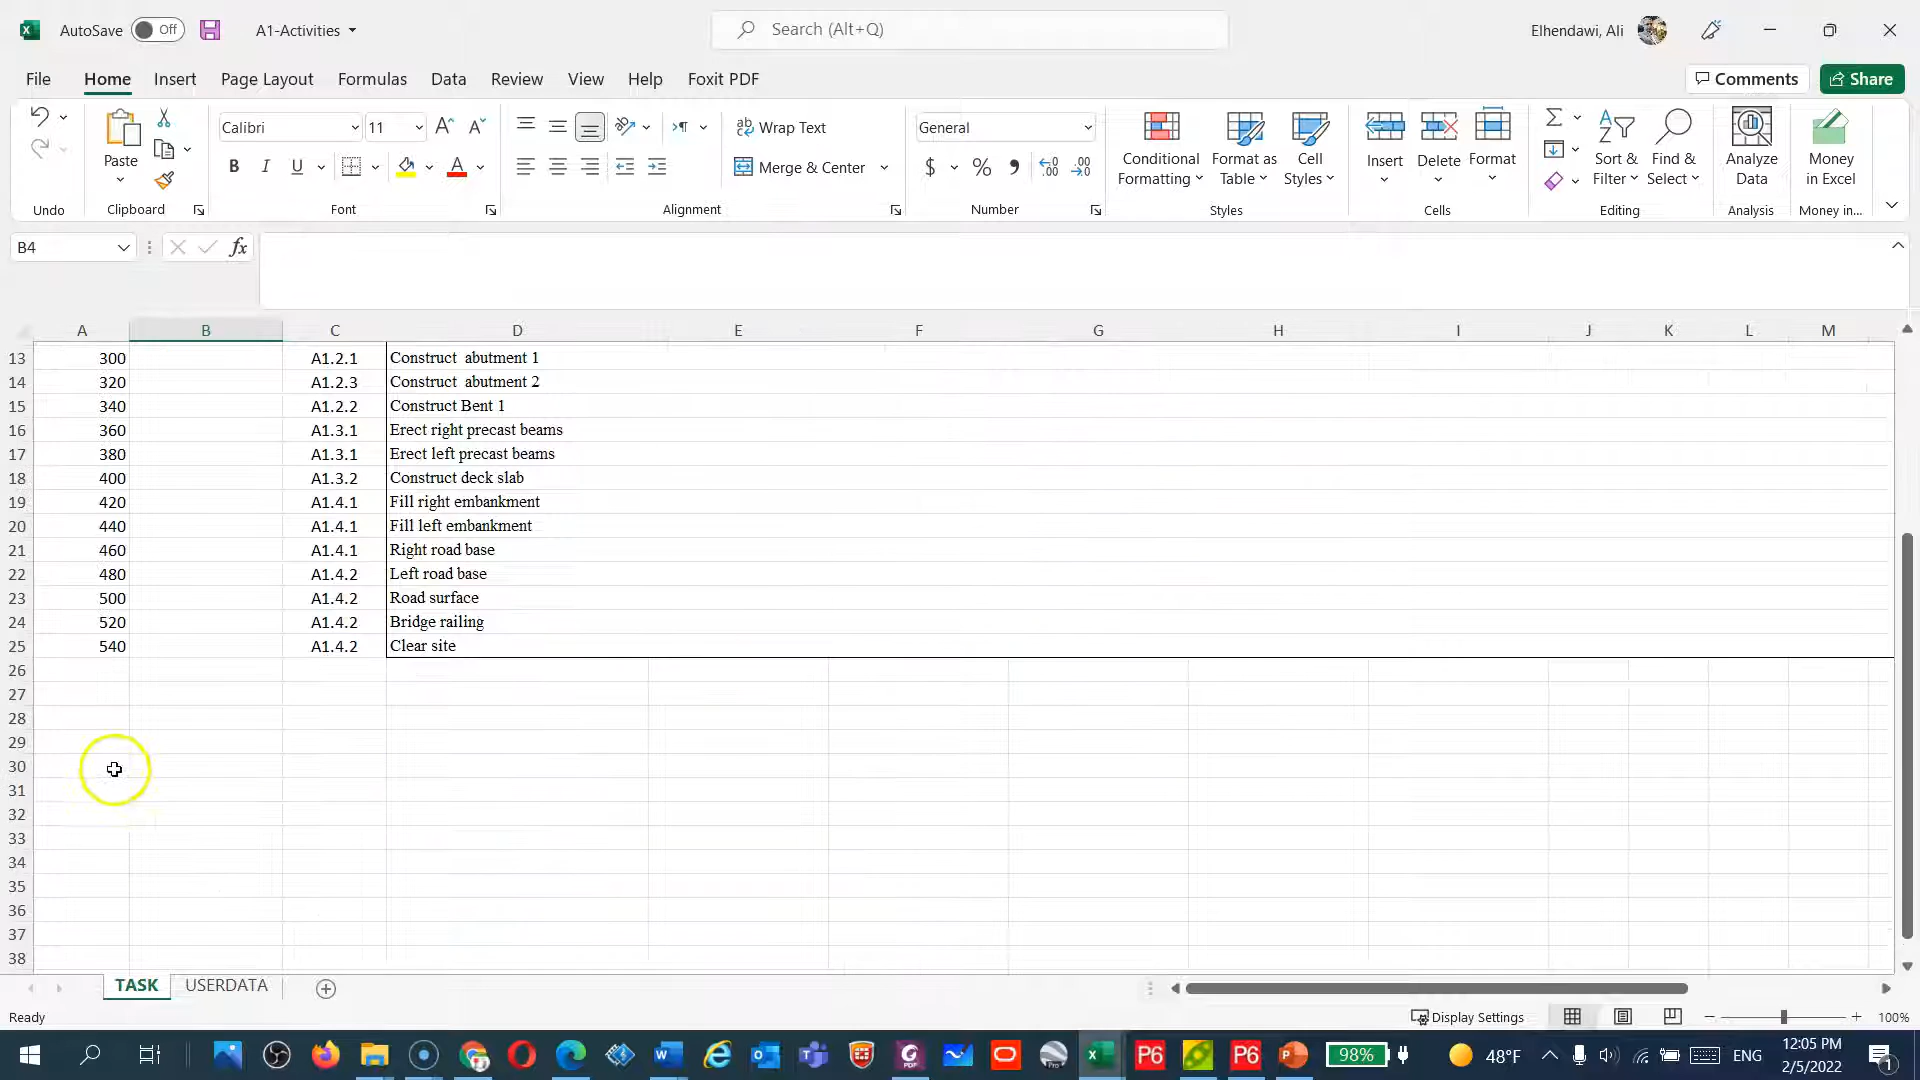 AutoSave Off A1-Activities Search (Alt+Q) Elhendawi, Ali
File Home Insert Page Layout Formulas Data Review View Help Foxit PDF Comments Share
Calibri 11 Wrap Text General
Paste B I U Merge & Center $ % Conditional Formatting Format as Table Cell Styles Insert Delete Format Sort & Filter Find & Select Analyze Data Money in Excel
Undo Clipboard Font Alignment Number Styles Cells Editing Analysis Money in...
B4 fx
A B C D E F G H I J K L M
13 300 A1.2.1 Construct abutment 1
14 320 A1.2.3 Construct abutment 2
15 340 A1.2.2 Construct Bent 1
16 360 A1.3.1 Erect right precast beams
17 380 A1.3.1 Erect left precast beams
18 400 A1.3.2 Construct deck slab
19 420 A1.4.1 Fill right embankment
20 440 A1.4.1 Fill left embankment
21 460 A1.4.1 Right road base
22 480 A1.4.2 Left road base
23 500 A1.4.2 Road surface
24 520 A1.4.2 Bridge railing
25 540 A1.4.2 Clear site
26
27
28
29
30
31
32
33
34
35
36
37
38
TASK USERDATA
Ready Display Settings 100%
P6 P6 98% 48°F ENG 12:05 PM
2/5/2022